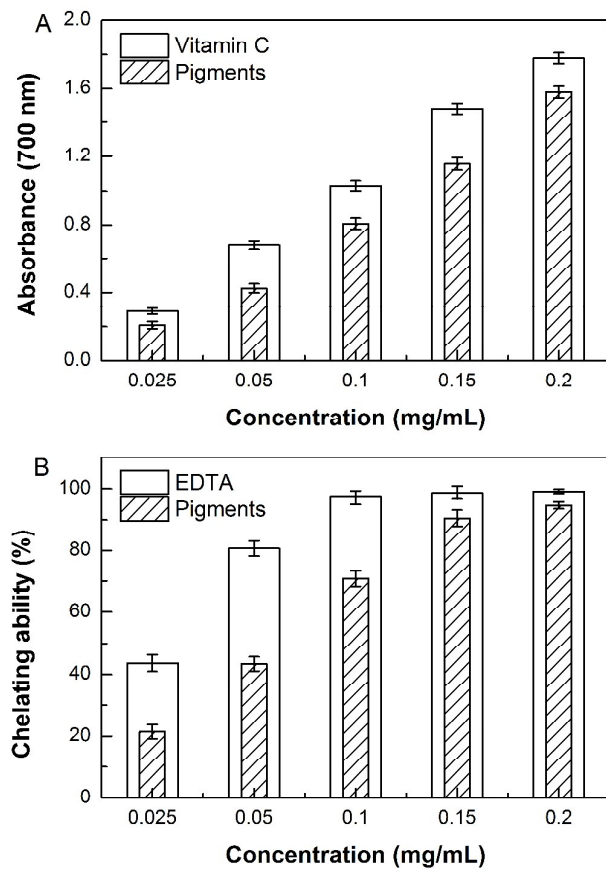 A
2.0
Vitamin C
Pigments
1.6
1.2
0.8
0.4
0.0
Absorbance (700 nm)
0.025 0.05 0.1 0.15 0.2
Concentration (mg/mL)
B
EDTA
Pigments
100
80
60
40
20
0
Chelating ability (%)
0.025 0.05 0.1 0.15 0.2
Concentration (mg/mL)